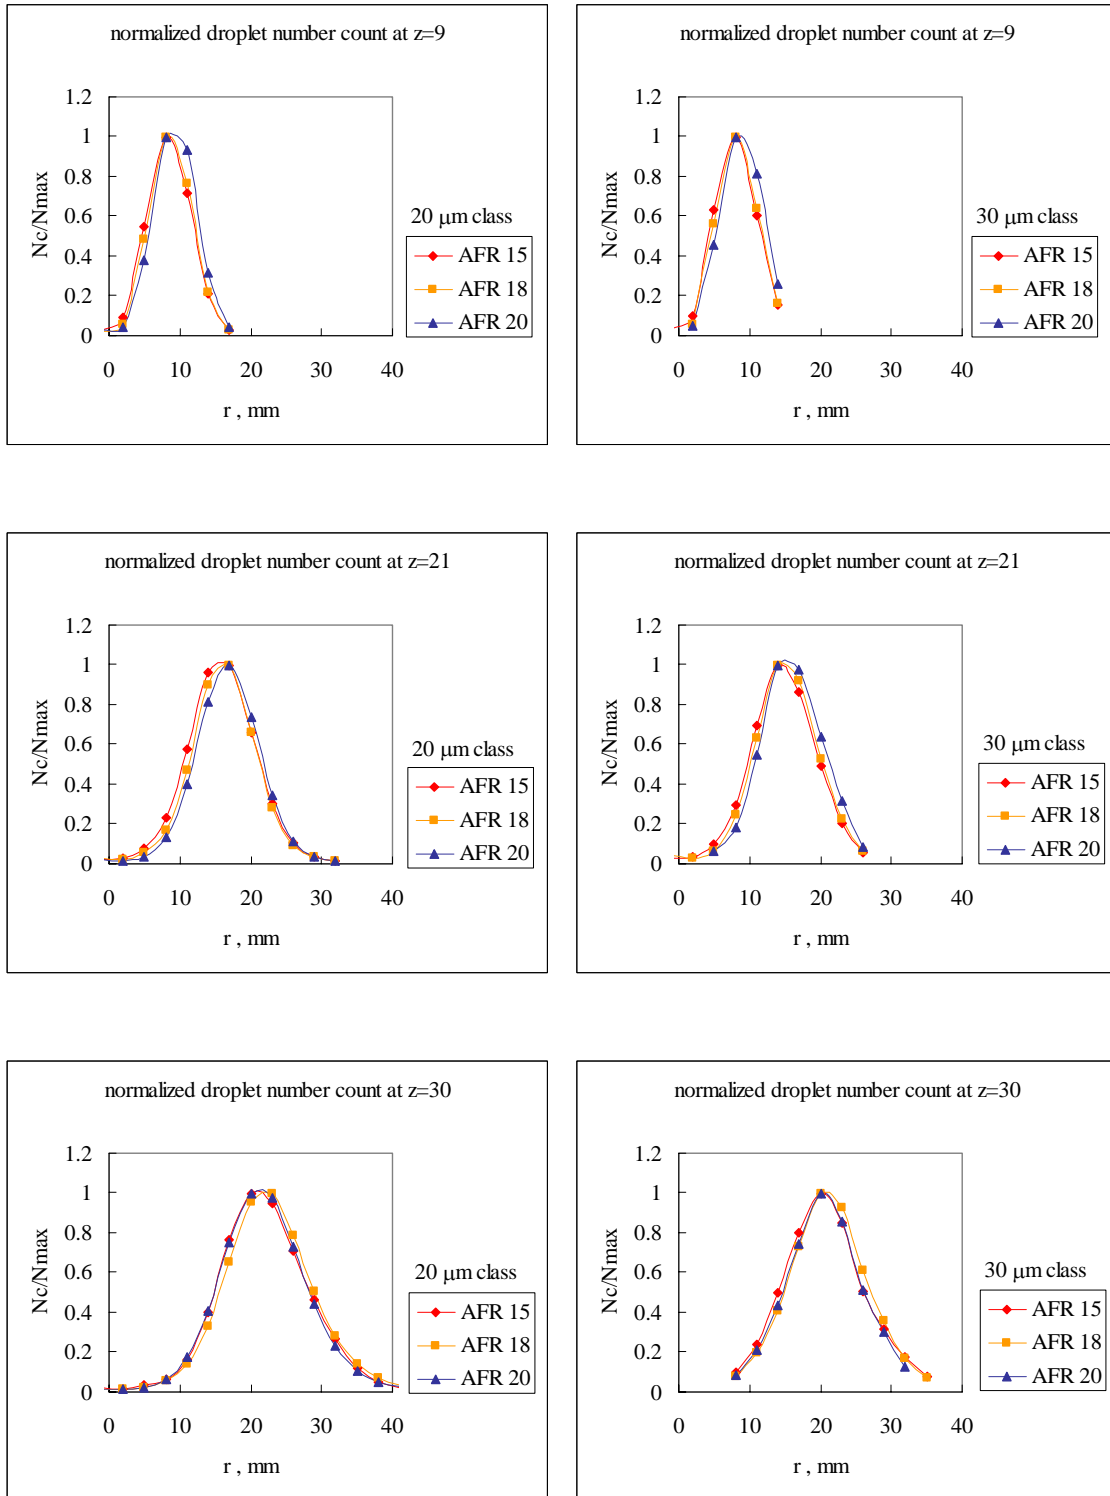 normalized droplet number count at z=9
1.2
1
0.8
0.6
0.4
0.2
0
Nc/Nmax
0 10 20 30 40
r , mm
20 μm class
AFR 15
AFR 18
AFR 20
normalized droplet number count at z=9
1.2
1
0.8
0.6
0.4
0.2
0
Nc/Nmax
0 10 20 30 40
r , mm
30 μm class
AFR 15
AFR 18
AFR 20
normalized droplet number count at z=21
1.2
1
0.8
0.6
0.4
0.2
0
Nc/Nmax
0 10 20 30 40
r , mm
20 μm class
AFR 15
AFR 18
AFR 20
normalized droplet number count at z=21
1.2
1
0.8
0.6
0.4
0.2
0
Nc/Nmax
0 10 20 30 40
r , mm
30 μm class
AFR 15
AFR 18
AFR 20
normalized droplet number count at z=30
1.2
1
0.8
0.6
0.4
0.2
0
Nc/Nmax
0 10 20 30 40
r , mm
20 μm class
AFR 15
AFR 18
AFR 20
normalized droplet number count at z=30
1.2
1
0.8
0.6
0.4
0.2
0
Nc/Nmax
0 10 20 30 40
r , mm
30 μm class
AFR 15
AFR 18
AFR 20